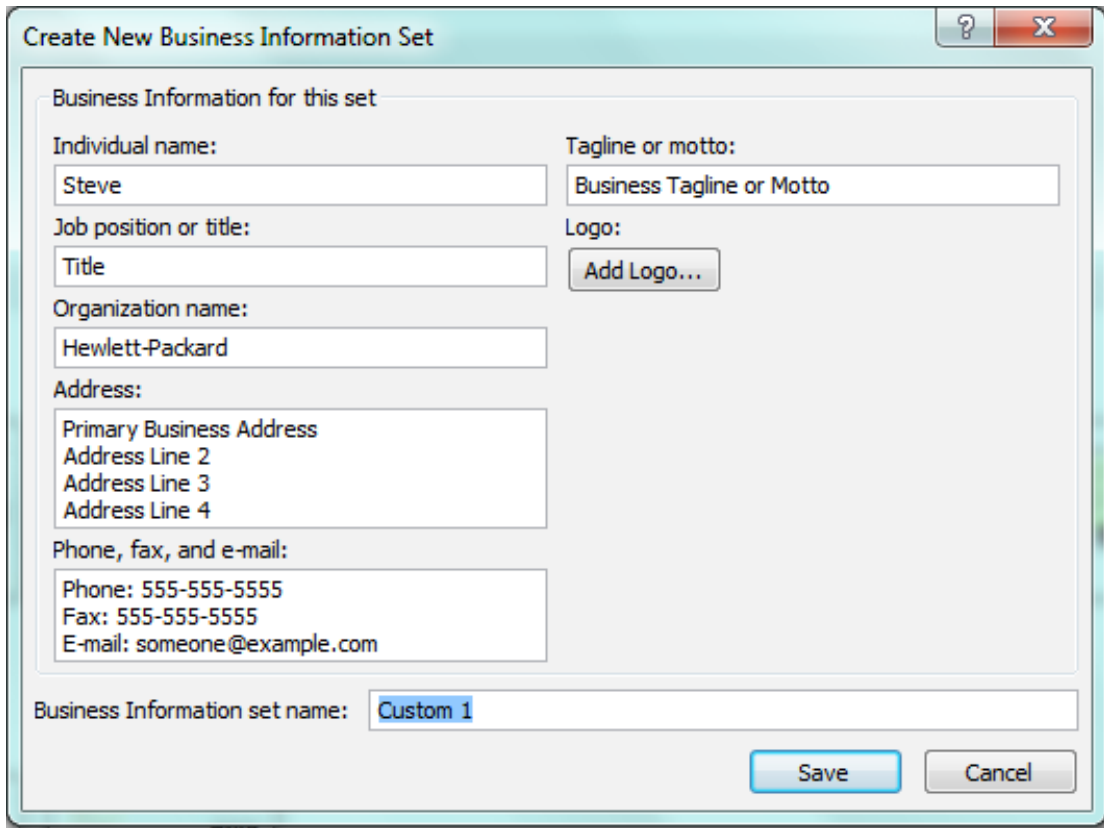 Create New Business Information Set
Business Information for this set
Individual name:
Steve
Job position or title:
Title
Organization name:
Hewlett-Packard
Address:
Primary Business Address
Address Line 2
Address Line 3
Address Line 4
Phone, fax, and e-mail:
Phone: 555-555-5555
Fax: 555-555-5555
E-mail: someone@example.com
Tagline or motto:
Business Tagline or Motto
Logo:
Add Logo...
Business Information set name:
Custom 1
Save
Cancel